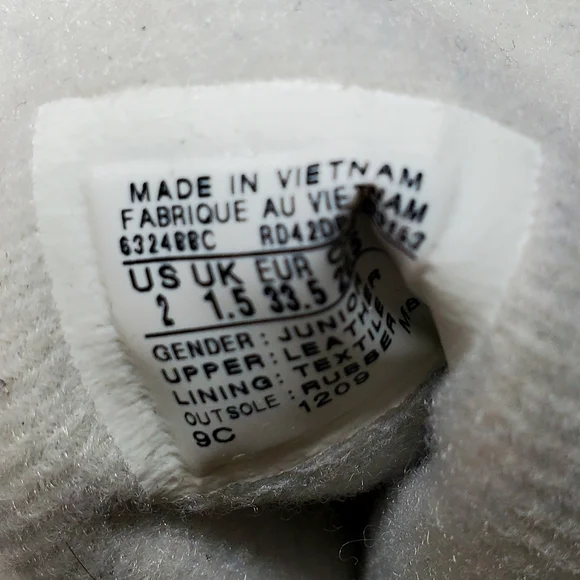 MADE IN VIETNAM
FABRIQUE AU VIETNAM
632488C
US UK EUR
2 1.5 33.5
GENDER: JUNIOR
UPPER: LEATHER
LINING: TEXTILE
OUTSOLE: RUBBER
9C 1209